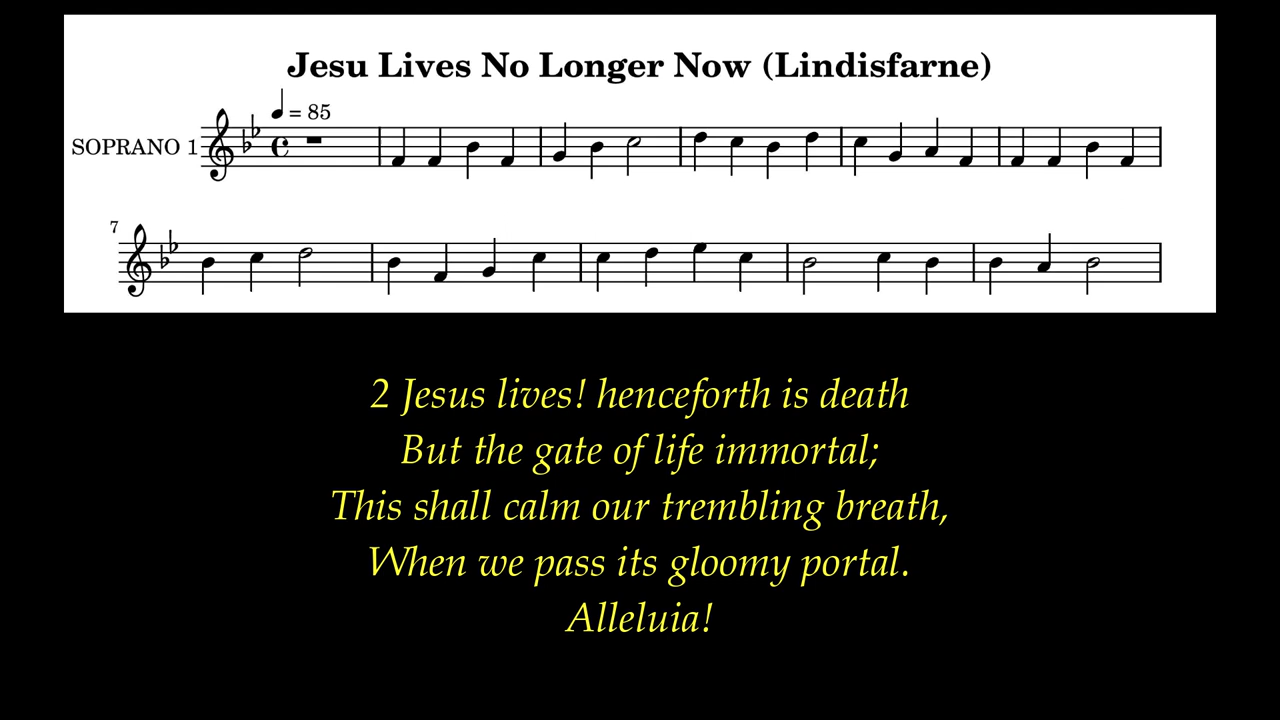 Jesu Lives No Longer Now (Lindisfarne)
= 85
SOPRANO 1
7
2 Jesus lives! henceforth is death
But the gate of life immortal;
This shall calm our trembling breath,
When we pass its gloomy portal.
Alleluia!